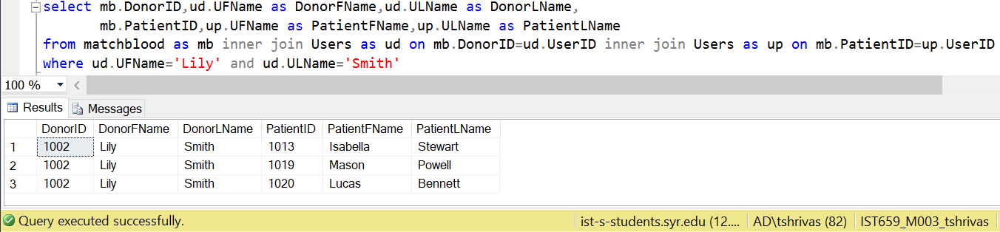 select mb.DonorID,ud.UFName as DonorFName,ud.ULName as DonorLName,
mb.PatientID,up.UFName as PatientFName,up.ULName as PatientLName
from matchblood as mb inner join Users as ud on mb.DonorID=ud.UserID inner join Users as up on mb.PatientID=up.UserID
where ud.UFName='Lily' and ud.ULName='Smith'
100 %
Results Messages
DonorID DonorFName DonorLName PatientID PatientFName PatientLName
1 1002 Lily Smith 1013 Isabella Stewart
2 1002 Lily Smith 1019 Mason Powell
3 1002 Lily Smith 1020 Lucas Bennett
Query executed successfully. ist-s-students.syr.edu (12.... AD\tshrivas (82) IST659_M003_tshrivas